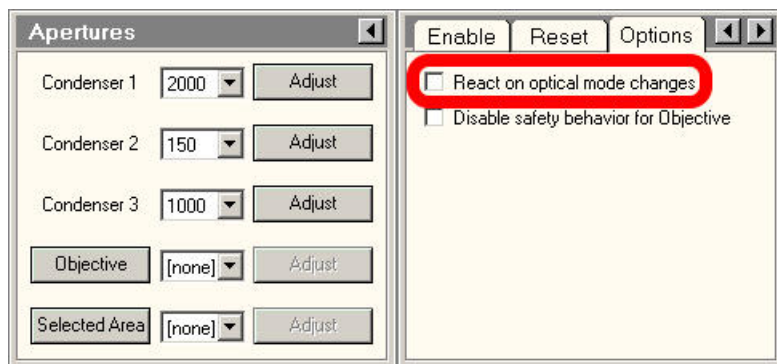 Apertures
Condenser 1 2000 Adjust
Condenser 2 150 Adjust
Condenser 3 1000 Adjust
Objective [none] Adjust
Selected Area [none] Adjust
Enable Reset Options
React on optical mode changes
Disable safety behavior for Objective